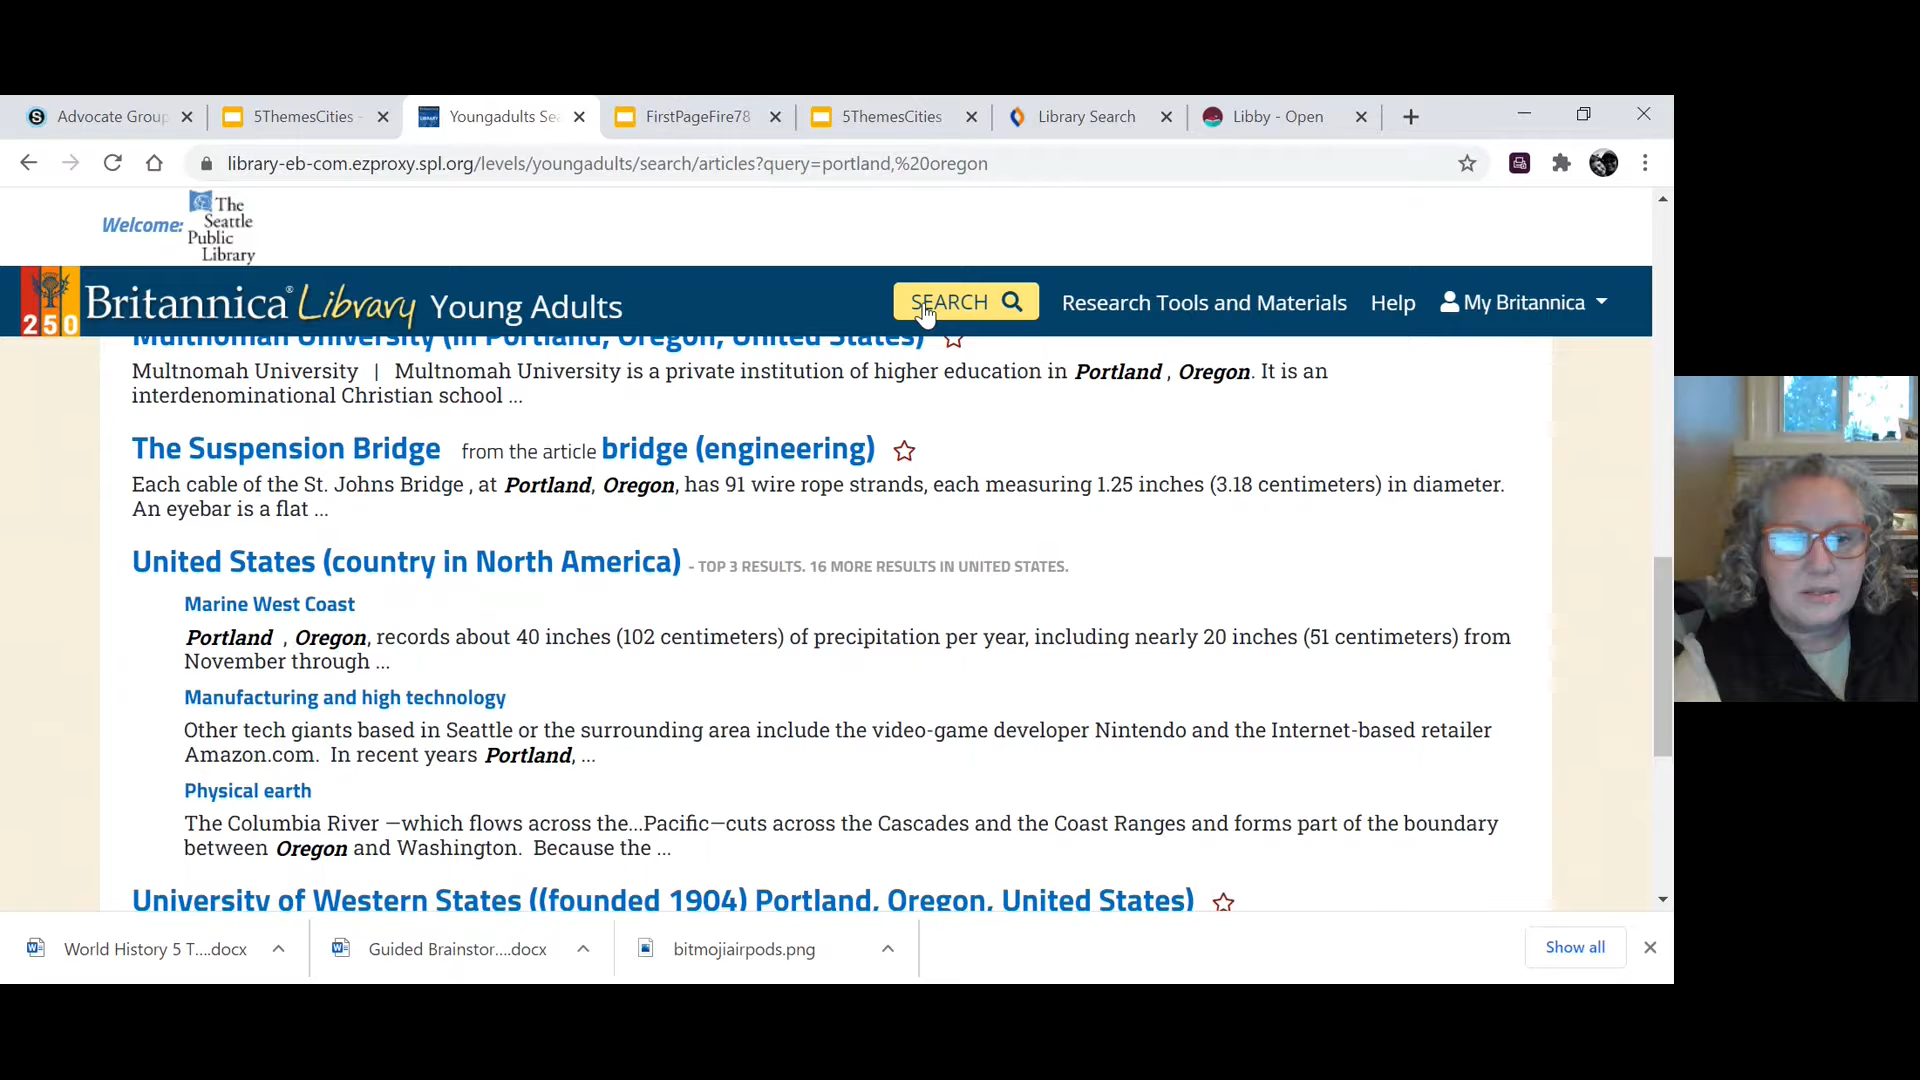 Advocate Group
5ThemesCities -
Youngadults Sea
FirstPageFire78
5ThemesCities
Library Search
Libby - Open
library-eb-com.ezproxy.spl.org/levels/youngadults/search/articles?query=portland,%20oregon
Welcome:
The
Seattle
Public
Library
250
Britannica® Library Young Adults
SEARCH
Research Tools and Materials
Help
My Britannica
Multnomah University (in Portland, Oregon, United States)
Multnomah University | Multnomah University is a private institution of higher education in Portland , Oregon. It is an
interdenominational Christian school ...
The Suspension Bridge from the article bridge (engineering)
Each cable of the St. Johns Bridge , at Portland, Oregon, has 91 wire rope strands, each measuring 1.25 inches (3.18 centimeters) in diameter.
An eyebar is a flat ...
United States (country in North America) - TOP 3 RESULTS. 16 MORE RESULTS IN UNITED STATES.
Marine West Coast
Portland , Oregon, records about 40 inches (102 centimeters) of precipitation per year, including nearly 20 inches (51 centimeters) from
November through ...
Manufacturing and high technology
Other tech giants based in Seattle or the surrounding area include the video-game developer Nintendo and the Internet-based retailer
Amazon.com. In recent years Portland, ...
Physical earth
The Columbia River —which flows across the...Pacific—cuts across the Cascades and the Coast Ranges and forms part of the boundary
between Oregon and Washington. Because the ...
University of Western States ((founded 1904) Portland, Oregon, United States)
World History 5 T....docx
Guided Brainstor....docx
bitmojiairpods.png
Show all